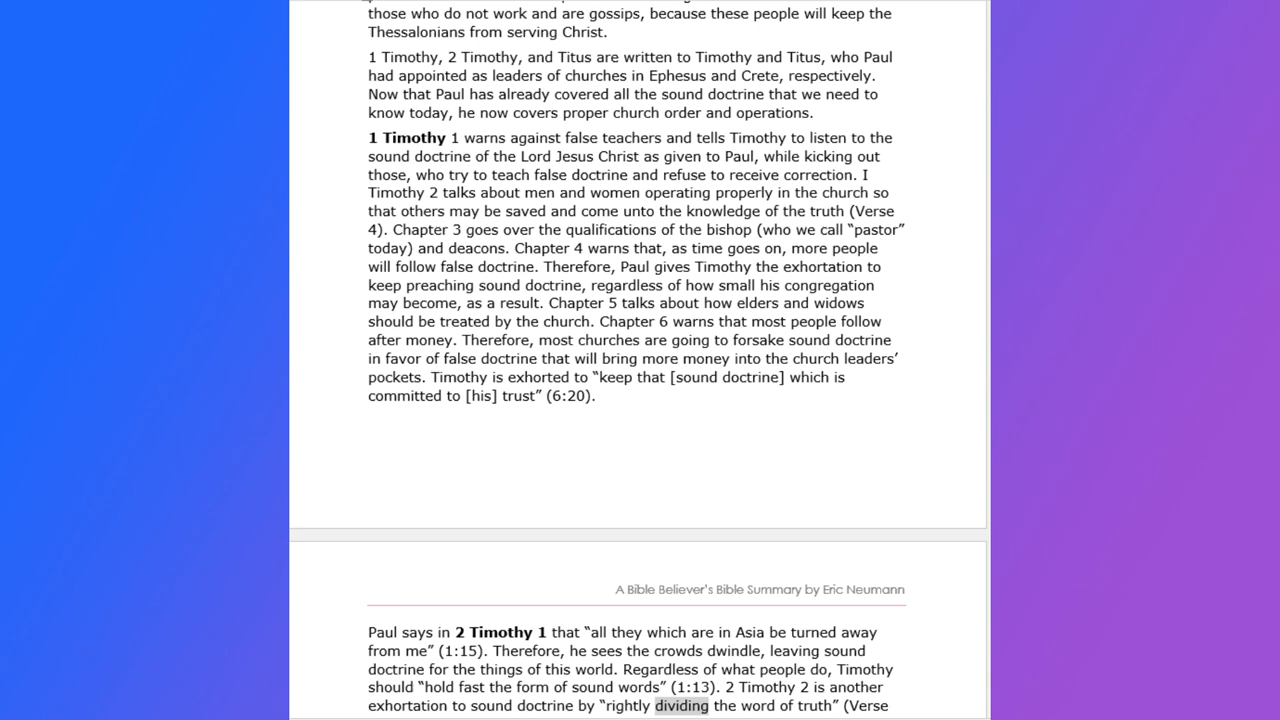 those who do not work and are gossips, because these people will keep the
Thessalonians from serving Christ.
1 Timothy, 2 Timothy, and Titus are written to Timothy and Titus, who Paul
had appointed as leaders of churches in Ephesus and Crete, respectively.
Now that Paul has already covered all the sound doctrine that we need to
know today, he now covers proper church order and operations.
1 Timothy 1 warns against false teachers and tells Timothy to listen to the
sound doctrine of the Lord Jesus Christ as given to Paul, while kicking out
those, who try to teach false doctrine and refuse to receive correction. I
Timothy 2 talks about men and women operating properly in the church so
that others may be saved and come unto the knowledge of the truth (Verse
4). Chapter 3 goes over the qualifications of the bishop (who we call “pastor”
today) and deacons. Chapter 4 warns that, as time goes on, more people
will follow false doctrine. Therefore, Paul gives Timothy the exhortation to
keep preaching sound doctrine, regardless of how small his congregation
may become, as a result. Chapter 5 talks about how elders and widows
should be treated by the church. Chapter 6 warns that most people follow
after money. Therefore, most churches are going to forsake sound doctrine
in favor of false doctrine that will bring more money into the church leaders’
pockets. Timothy is exhorted to “keep that [sound doctrine] which is
committed to [his] trust” (6:20).
A Bible Believer’s Bible Summary by Eric Neumann
Paul says in 2 Timothy 1 that “all they which are in Asia be turned away
from me” (1:15). Therefore, he sees the crowds dwindle, leaving sound
doctrine for the things of this world. Regardless of what people do, Timothy
should “hold fast the form of sound words” (1:13). 2 Timothy 2 is another
exhortation to sound doctrine by “rightly dividing the word of truth” (Verse